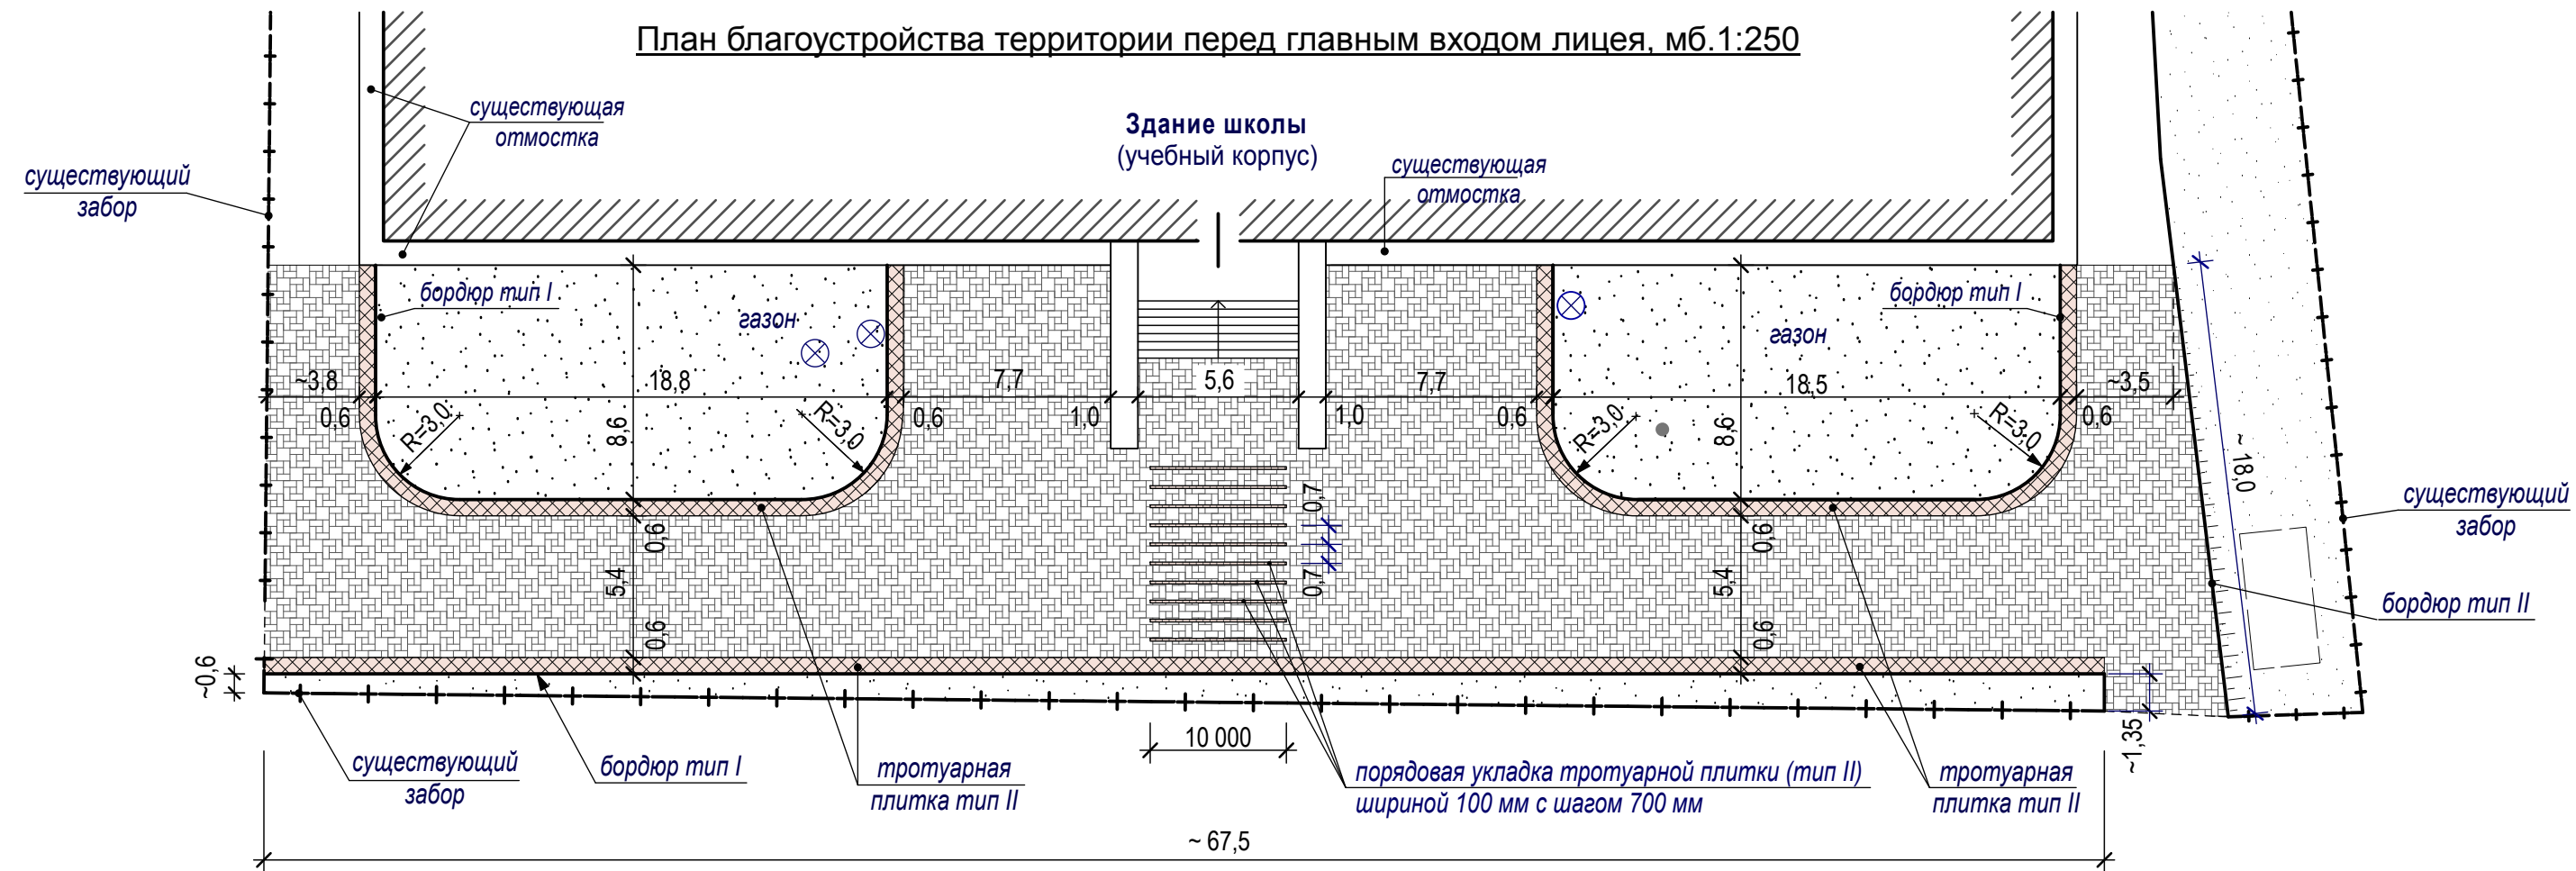 План благоустройства территории перед главным входом лицея, мб.1:250
существующая
отмостка
Здание школы
(учебный корпус)
существующая
отмостка
существующий
забор
бордюр тип I
газон
бордюр тип I
газон
~3,8
18,8
7,7
5,6
7,7
18,5
~3,5
0,6
R=3,0
8,6
R=3,0
0,6
1,0
1,0
0,6
R=3,0
8,6
R=3,0
0,6
~ 18,0
существующий
забор
0,7
0,6
0,6
5,4
0,7
5,4
бордюр тип II
0,6
0,6
~0,6
10 000
~1,35
существующий
забор
бордюр тип I
тротуарная
плитка тип II
порядовая укладка тротуарной плитки (тип II)
шириной 100 мм с шагом 700 мм
тротуарная
плитка тип II
~ 67,5